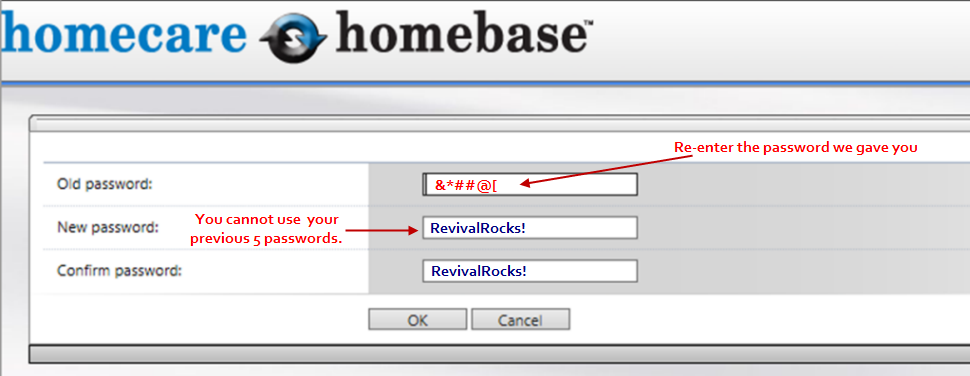 homecare homebase™
Re-enter the password we gave you
Old password: &*##@[
You cannot use your
previous 5 passwords.
New password: RevivalRocks!
Confirm password: RevivalRocks!
OK Cancel